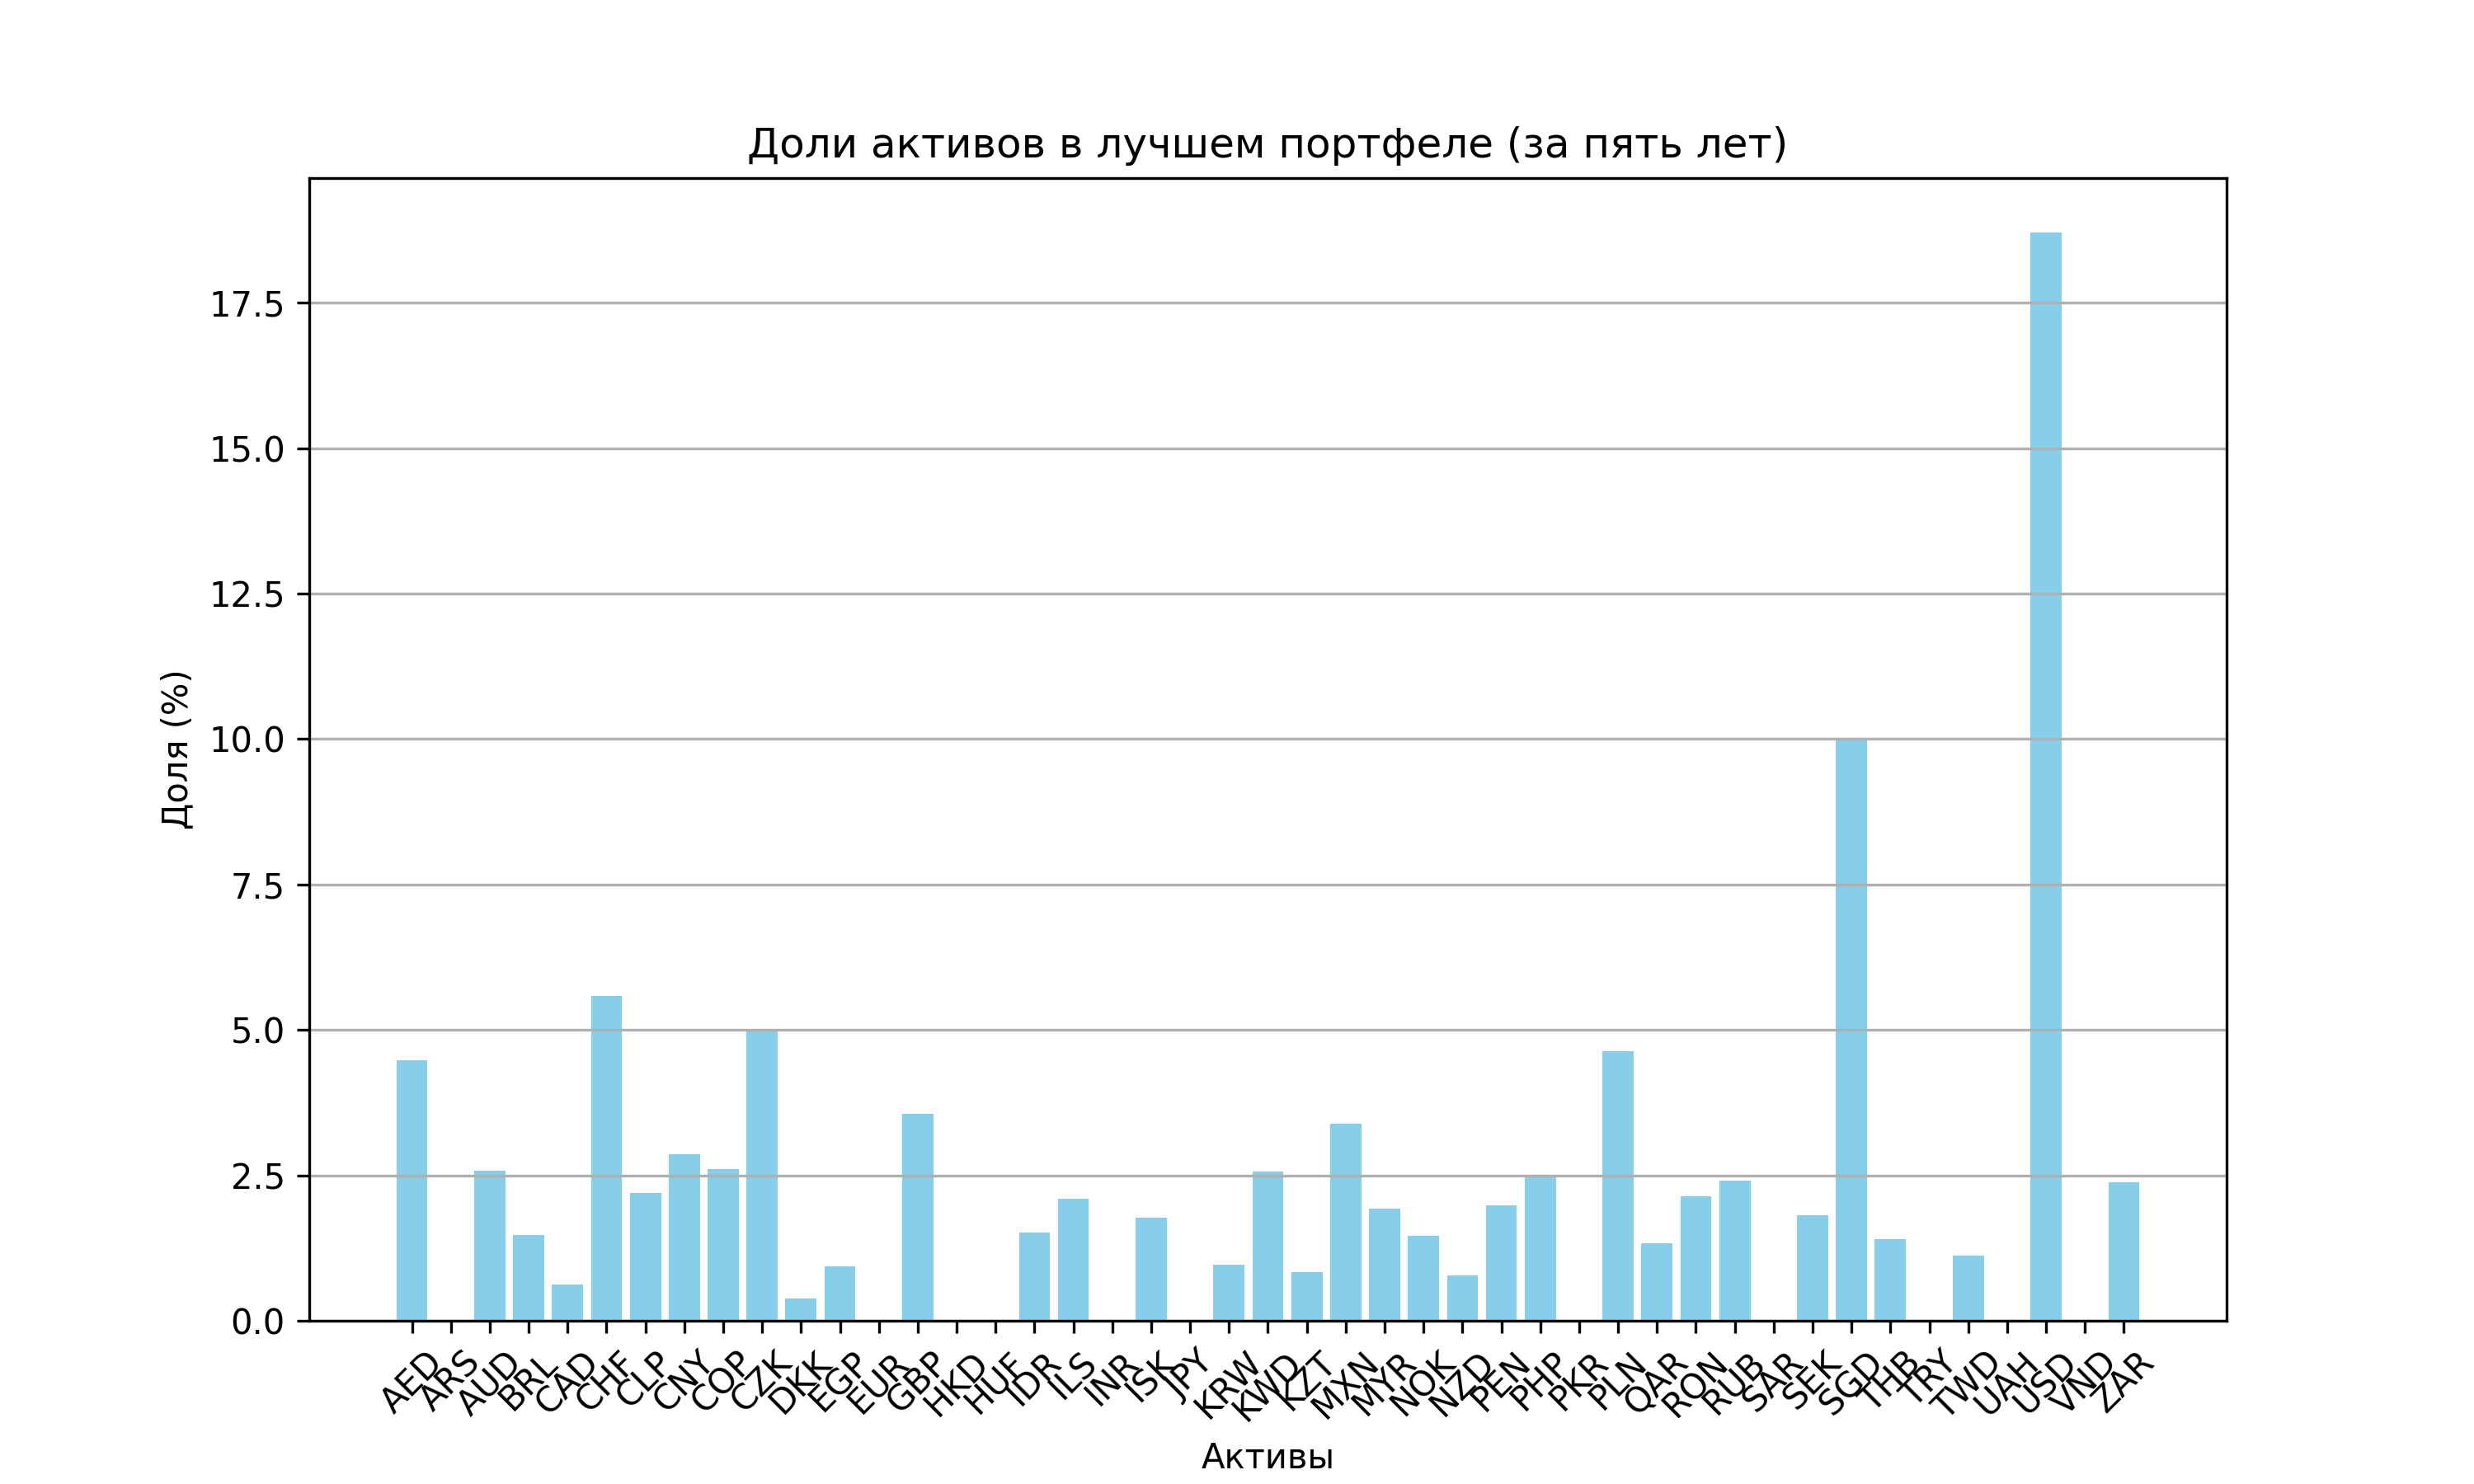 Доли активов в лучшем портфеле (за пять лет)
Доля (%)
17.5
15.0
12.5
10.0
7.5
5.0
2.5
0.0
AED ARS AUD BRL CAD CHF CLP CNY COP CZK DKK EGP EUR GBP HKD HUF IDR ILS INR ISK JPY KRW KWD KZT MXN MYR NOK NZD PEN PHP PKR PLN QAR RON RUB SAR SEK SGD THB TRY TWD UAH USD VND ZAR
Активы